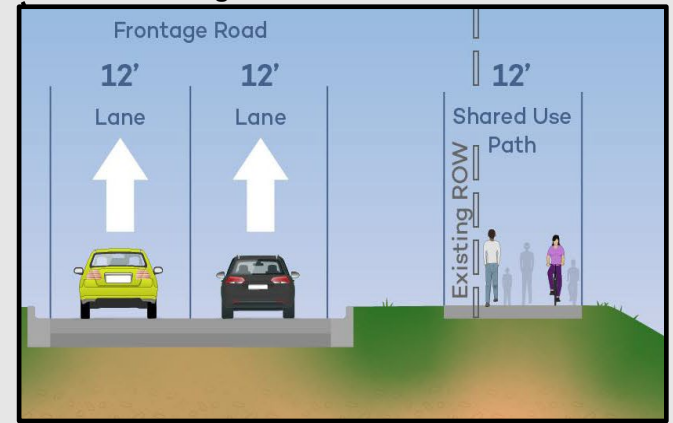 Frontage Road
12’
12’
12’
Lane
Lane
Shared Use
Path
Existing ROW